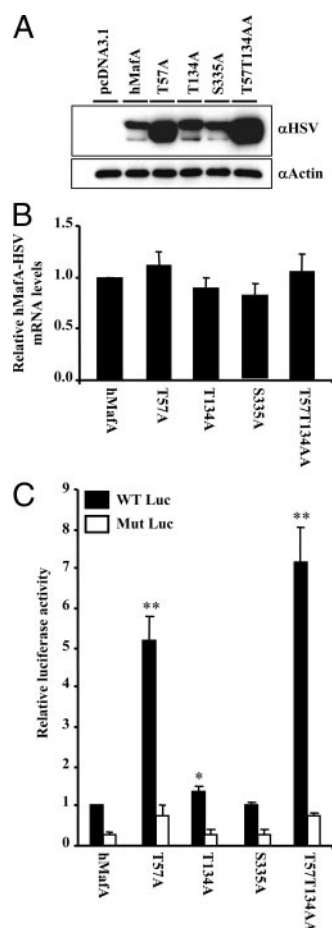 A
pcDNA3.1
hMafA
T57A
T134A
S335A
T57T134AA
αHSV
αActin
B
Relative hMafA-HSV
mRNA levels
1.5
1.0
0.5
0.0
hMafA
T57A
T134A
S335A
T57T134AA
C
WT Luc
Mut Luc
Relative luciferase activity
9
8
7
6
5
4
3
2
1
0
**
*
**
hMafA
T57A
T134A
S335A
T57T134AA